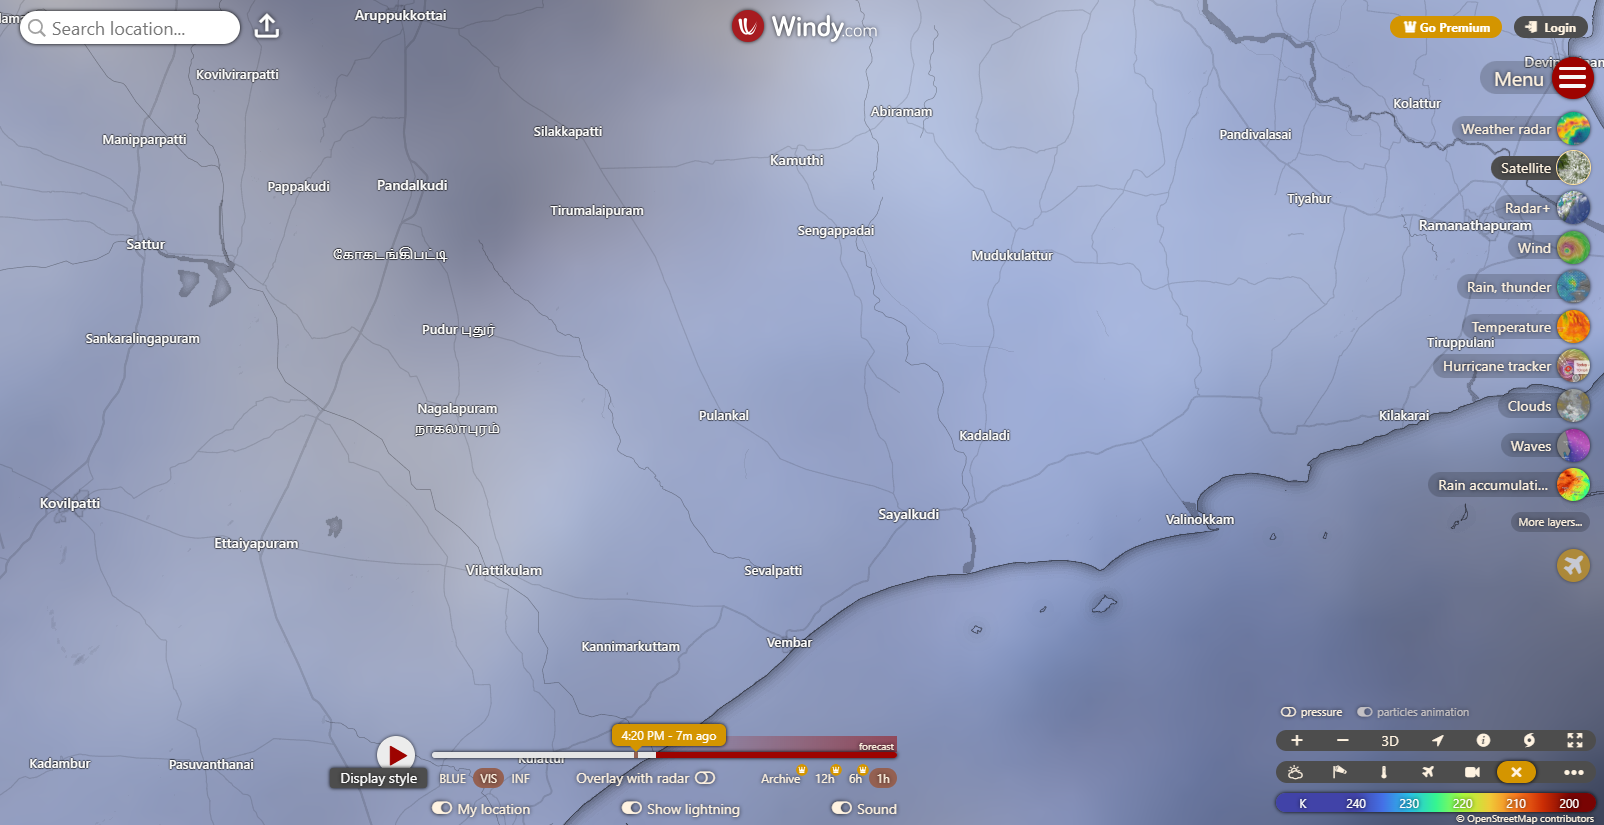 Search location...
Windy.com
Go Premium
Login
Menu
Weather radar
Satellite
Radar+
Wind
Rain, thunder
Temperature
Hurricane tracker
Clouds
Waves
Rain accumulati...
More layers...
Aruppukkottai
Kovilvirarpatti
Abiramam
Kolattur
Silakkapatti
Pandivalasai
Manipparpatti
Kamuthi
Pappakudi
Pandalkudi
Tiyahur
Tirumalaipuram
Ramanathapuram
Sengappadai
Sattur
கோகடங்கிபட்டி
Mudukulattur
Pudur புதுர்
Sankaralingapuram
Tiruppulani
Nagalapuram
நாகலாபுரம்
Pulankal
Kilakarai
Kadaladi
Kovilpatti
Sayalkudi
Valinokkam
Ettaiyapuram
Vilattikulam
Sevalpatti
Vembar
Kannimarkuttam
Kadambur
Pasuvanthanai
Kulattur
4:20 PM - 7m ago
forecast
Display style
BLUE VIS INF
Overlay with radar
Archive 12h 6h 1h
My location
Show lightning
Sound
pressure
particles animation
+ − 3D
K 240 230 220 210 200
© OpenStreetMap contributors